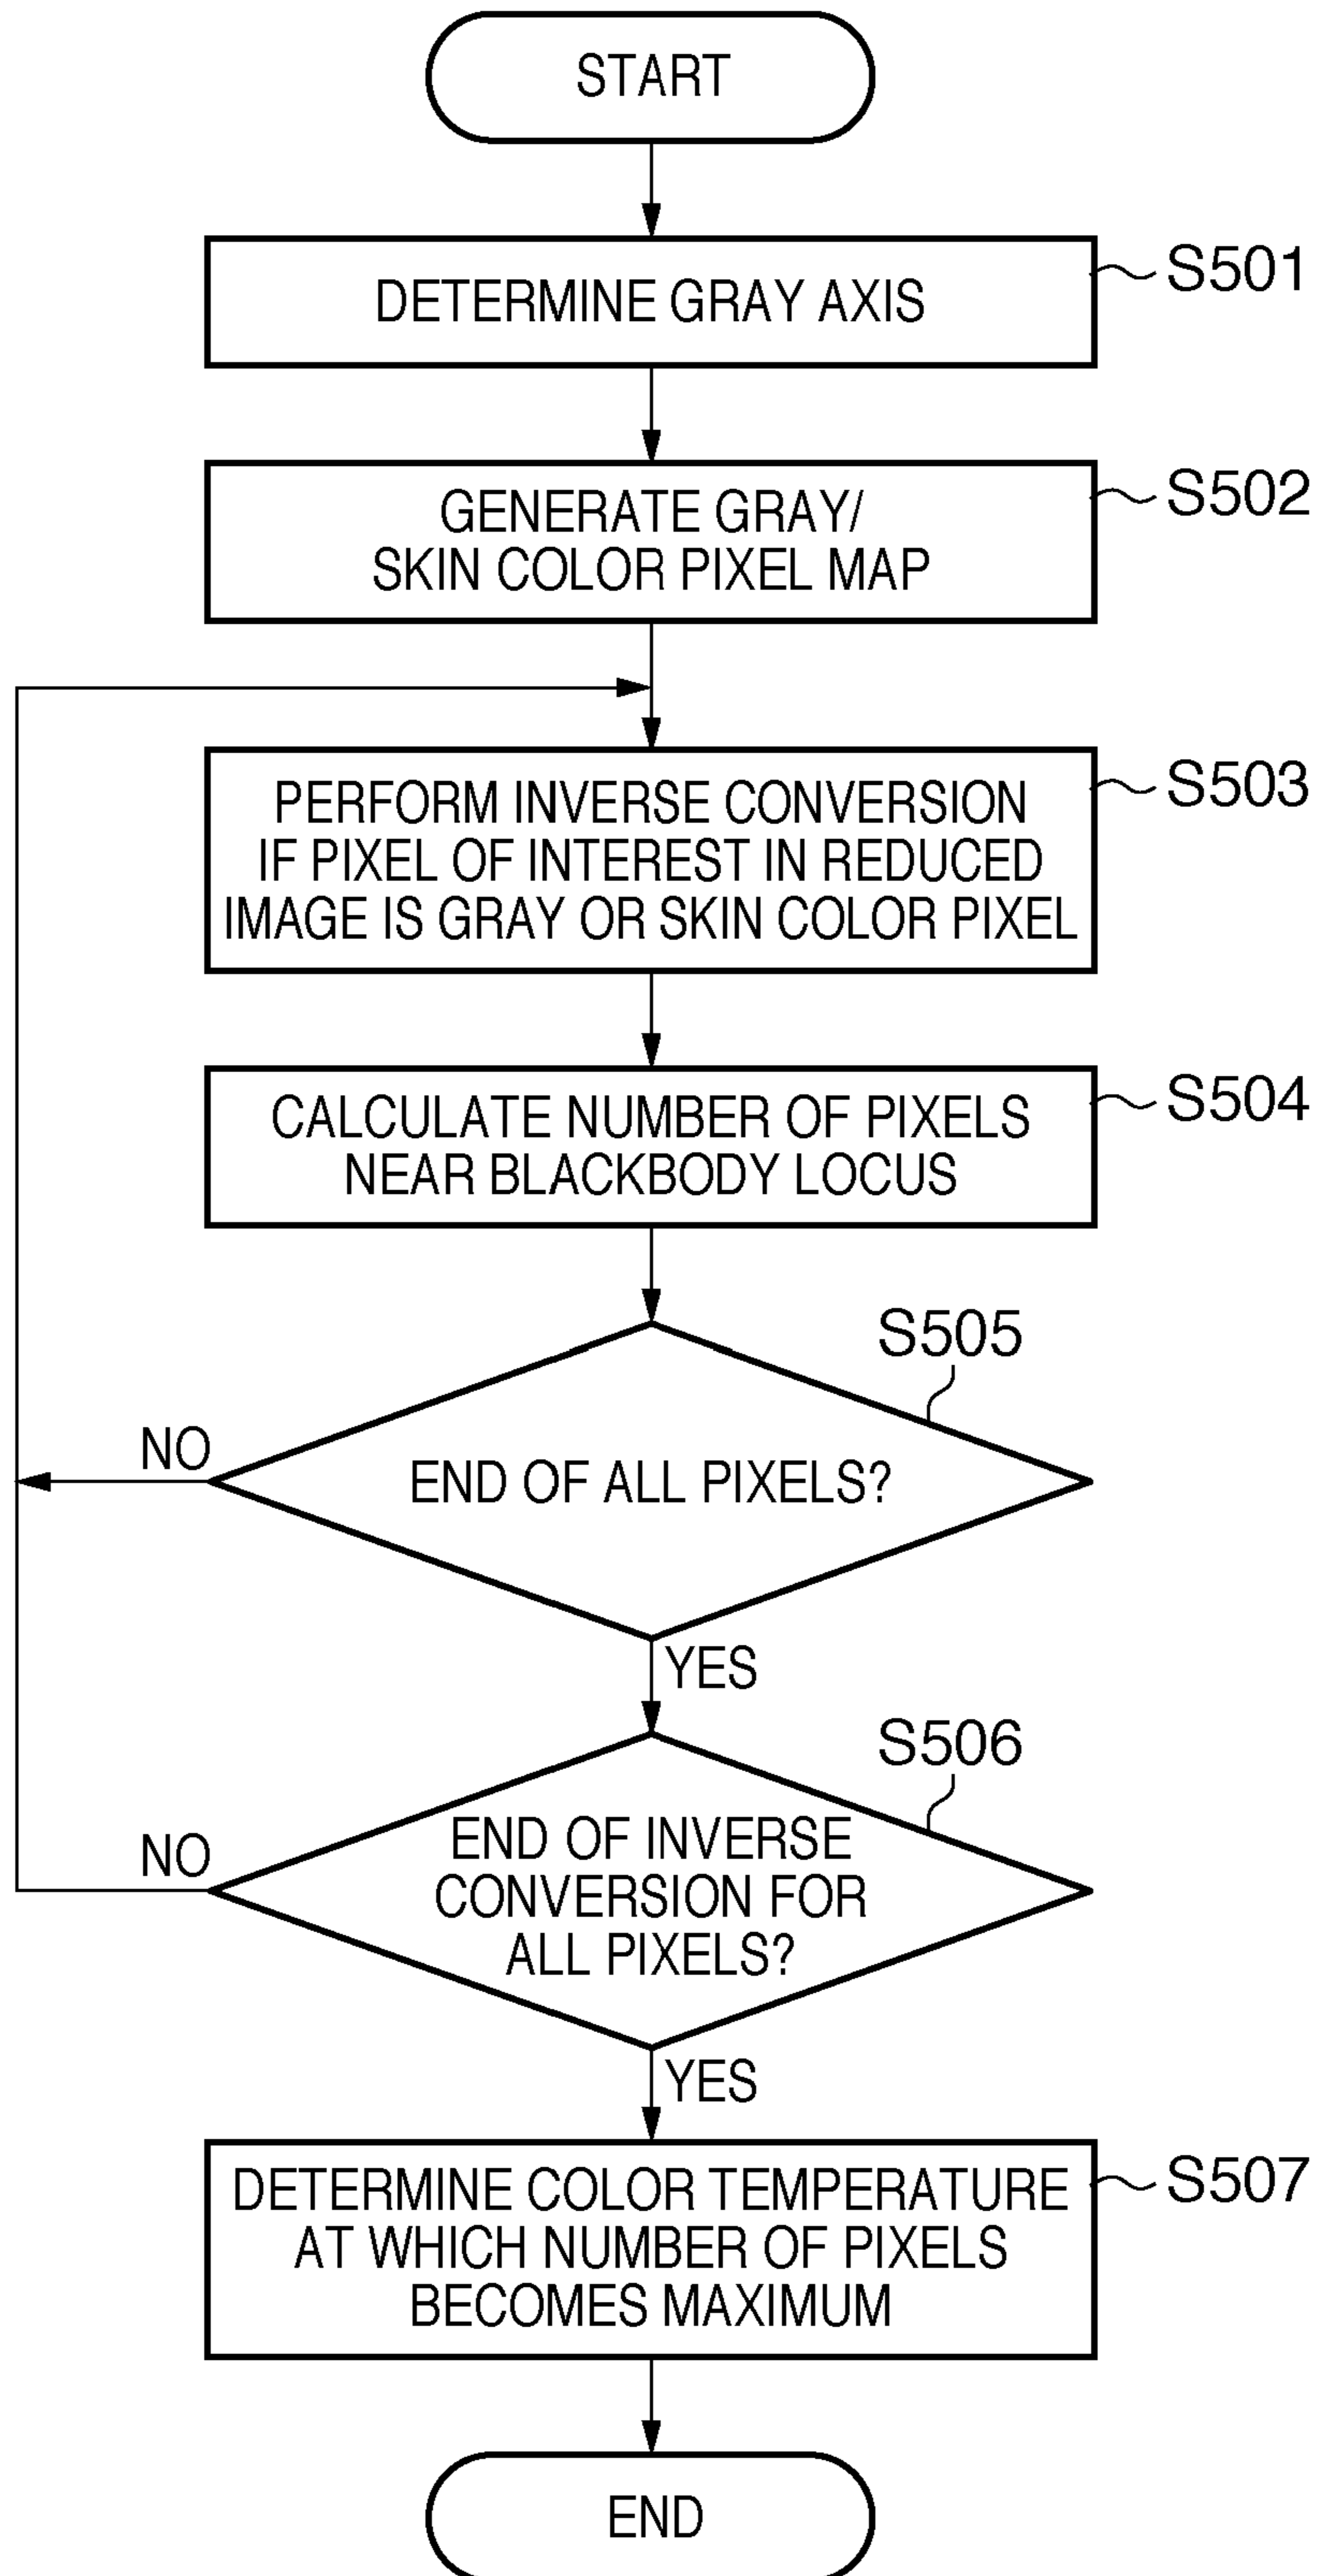 START
DETERMINE GRAY AXIS
S501
GENERATE GRAY/
SKIN COLOR PIXEL MAP
S502
PERFORM INVERSE CONVERSION
IF PIXEL OF INTEREST IN REDUCED
IMAGE IS GRAY OR SKIN COLOR PIXEL
S503
CALCULATE NUMBER OF PIXELS
NEAR BLACKBODY LOCUS
S504
S505
NO
END OF ALL PIXELS?
YES
S506
NO
END OF INVERSE
CONVERSION FOR
ALL PIXELS?
YES
DETERMINE COLOR TEMPERATURE
AT WHICH NUMBER OF PIXELS
BECOMES MAXIMUM
S507
END